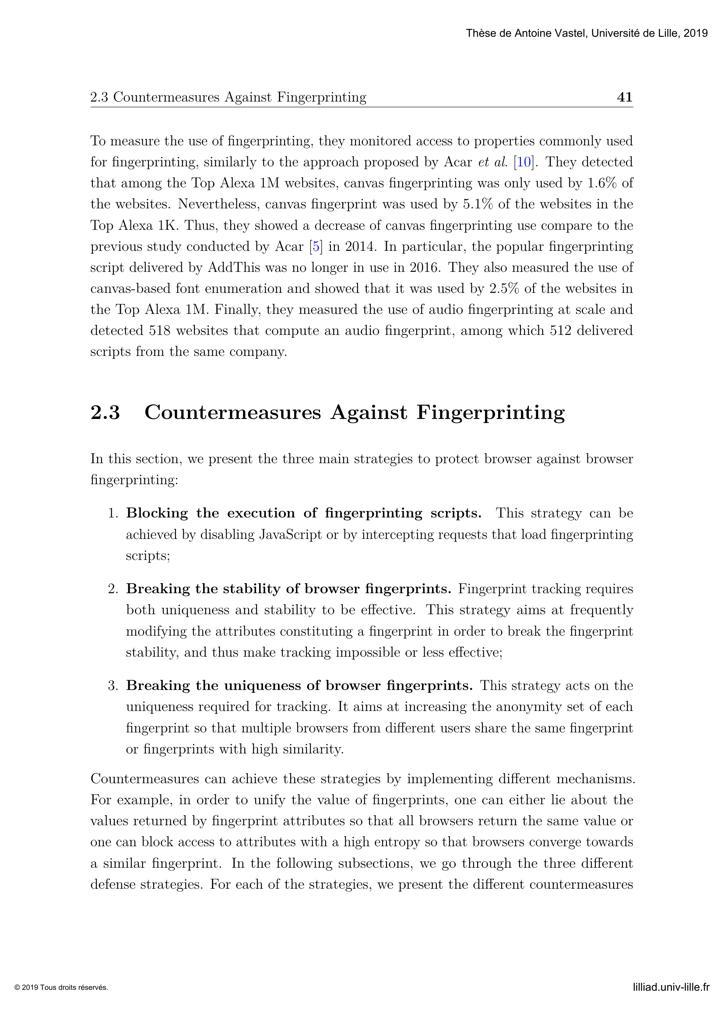 Thèse de Antoine Vastel, Université de Lille, 2019
2.3 Countermeasures Against Fingerprinting 41
To measure the use of fingerprinting, they monitored access to properties commonly used
for fingerprinting, similarly to the approach proposed by Acar et al. [10]. They detected
that among the Top Alexa 1M websites, canvas fingerprinting was only used by 1.6% of
the websites. Nevertheless, canvas fingerprint was used by 5.1% of the websites in the
Top Alexa 1K. Thus, they showed a decrease of canvas fingerprinting use compare to the
previous study conducted by Acar [5] in 2014. In particular, the popular fingerprinting
script delivered by AddThis was no longer in use in 2016. They also measured the use of
canvas-based font enumeration and showed that it was used by 2.5% of the websites in
the Top Alexa 1M. Finally, they measured the use of audio fingerprinting at scale and
detected 518 websites that compute an audio fingerprint, among which 512 delivered
scripts from the same company.
2.3 Countermeasures Against Fingerprinting
In this section, we present the three main strategies to protect browser against browser
fingerprinting:
1. Blocking the execution of fingerprinting scripts. This strategy can be
achieved by disabling JavaScript or by intercepting requests that load fingerprinting
scripts;
2. Breaking the stability of browser fingerprints. Fingerprint tracking requires
both uniqueness and stability to be effective. This strategy aims at frequently
modifying the attributes constituting a fingerprint in order to break the fingerprint
stability, and thus make tracking impossible or less effective;
3. Breaking the uniqueness of browser fingerprints. This strategy acts on the
uniqueness required for tracking. It aims at increasing the anonymity set of each
fingerprint so that multiple browsers from different users share the same fingerprint
or fingerprints with high similarity.
Countermeasures can achieve these strategies by implementing different mechanisms.
For example, in order to unify the value of fingerprints, one can either lie about the
values returned by fingerprint attributes so that all browsers return the same value or
one can block access to attributes with a high entropy so that browsers converge towards
a similar fingerprint. In the following subsections, we go through the three different
defense strategies. For each of the strategies, we present the different countermeasures
© 2019 Tous droits réservés. lilliad.univ-lille.fr